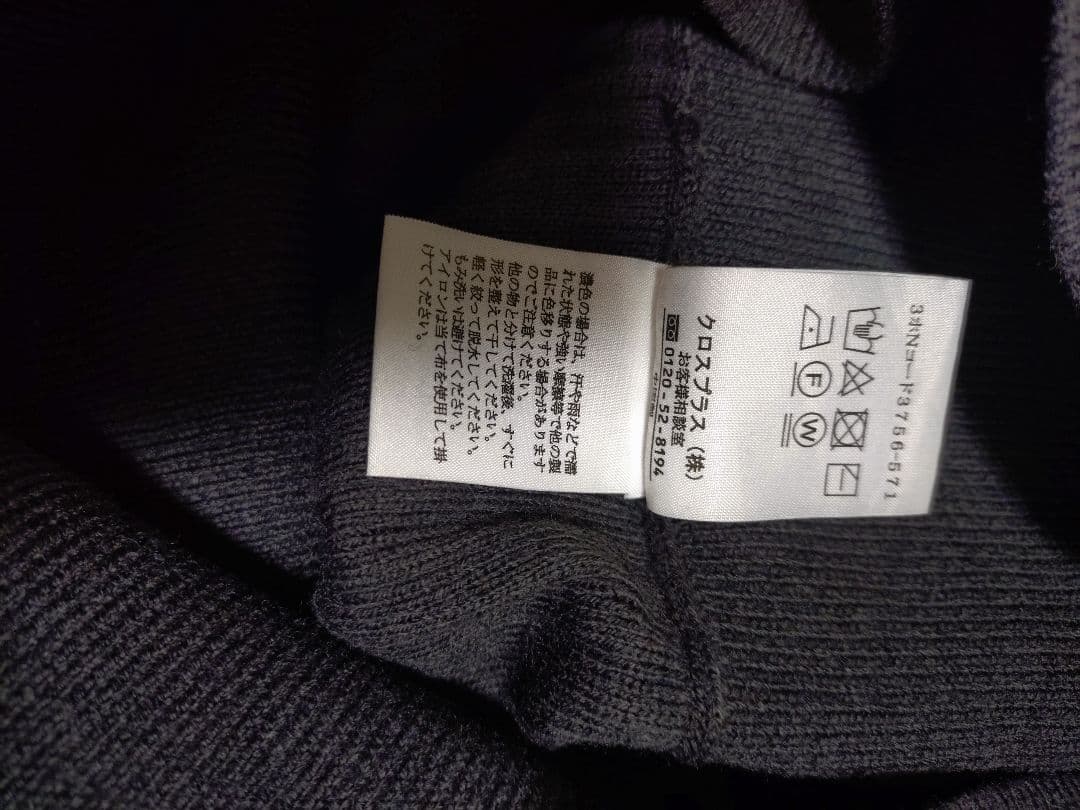 3*Nコード3756-571
F
W
クロスプラス (株)
お客様相談室
0120-52-8194
濃色の場合は、汗や雨などで濡
れた状態や強い摩擦等で他の製
品に色移りする場合があります
のでご注意ください。
他の物と分けて洗濯後、すぐに
形を整えて干してください。
軽く絞って脱水してください。
もみ洗いは避けてください。
アイロンは当て布を使用して掛
けてください。